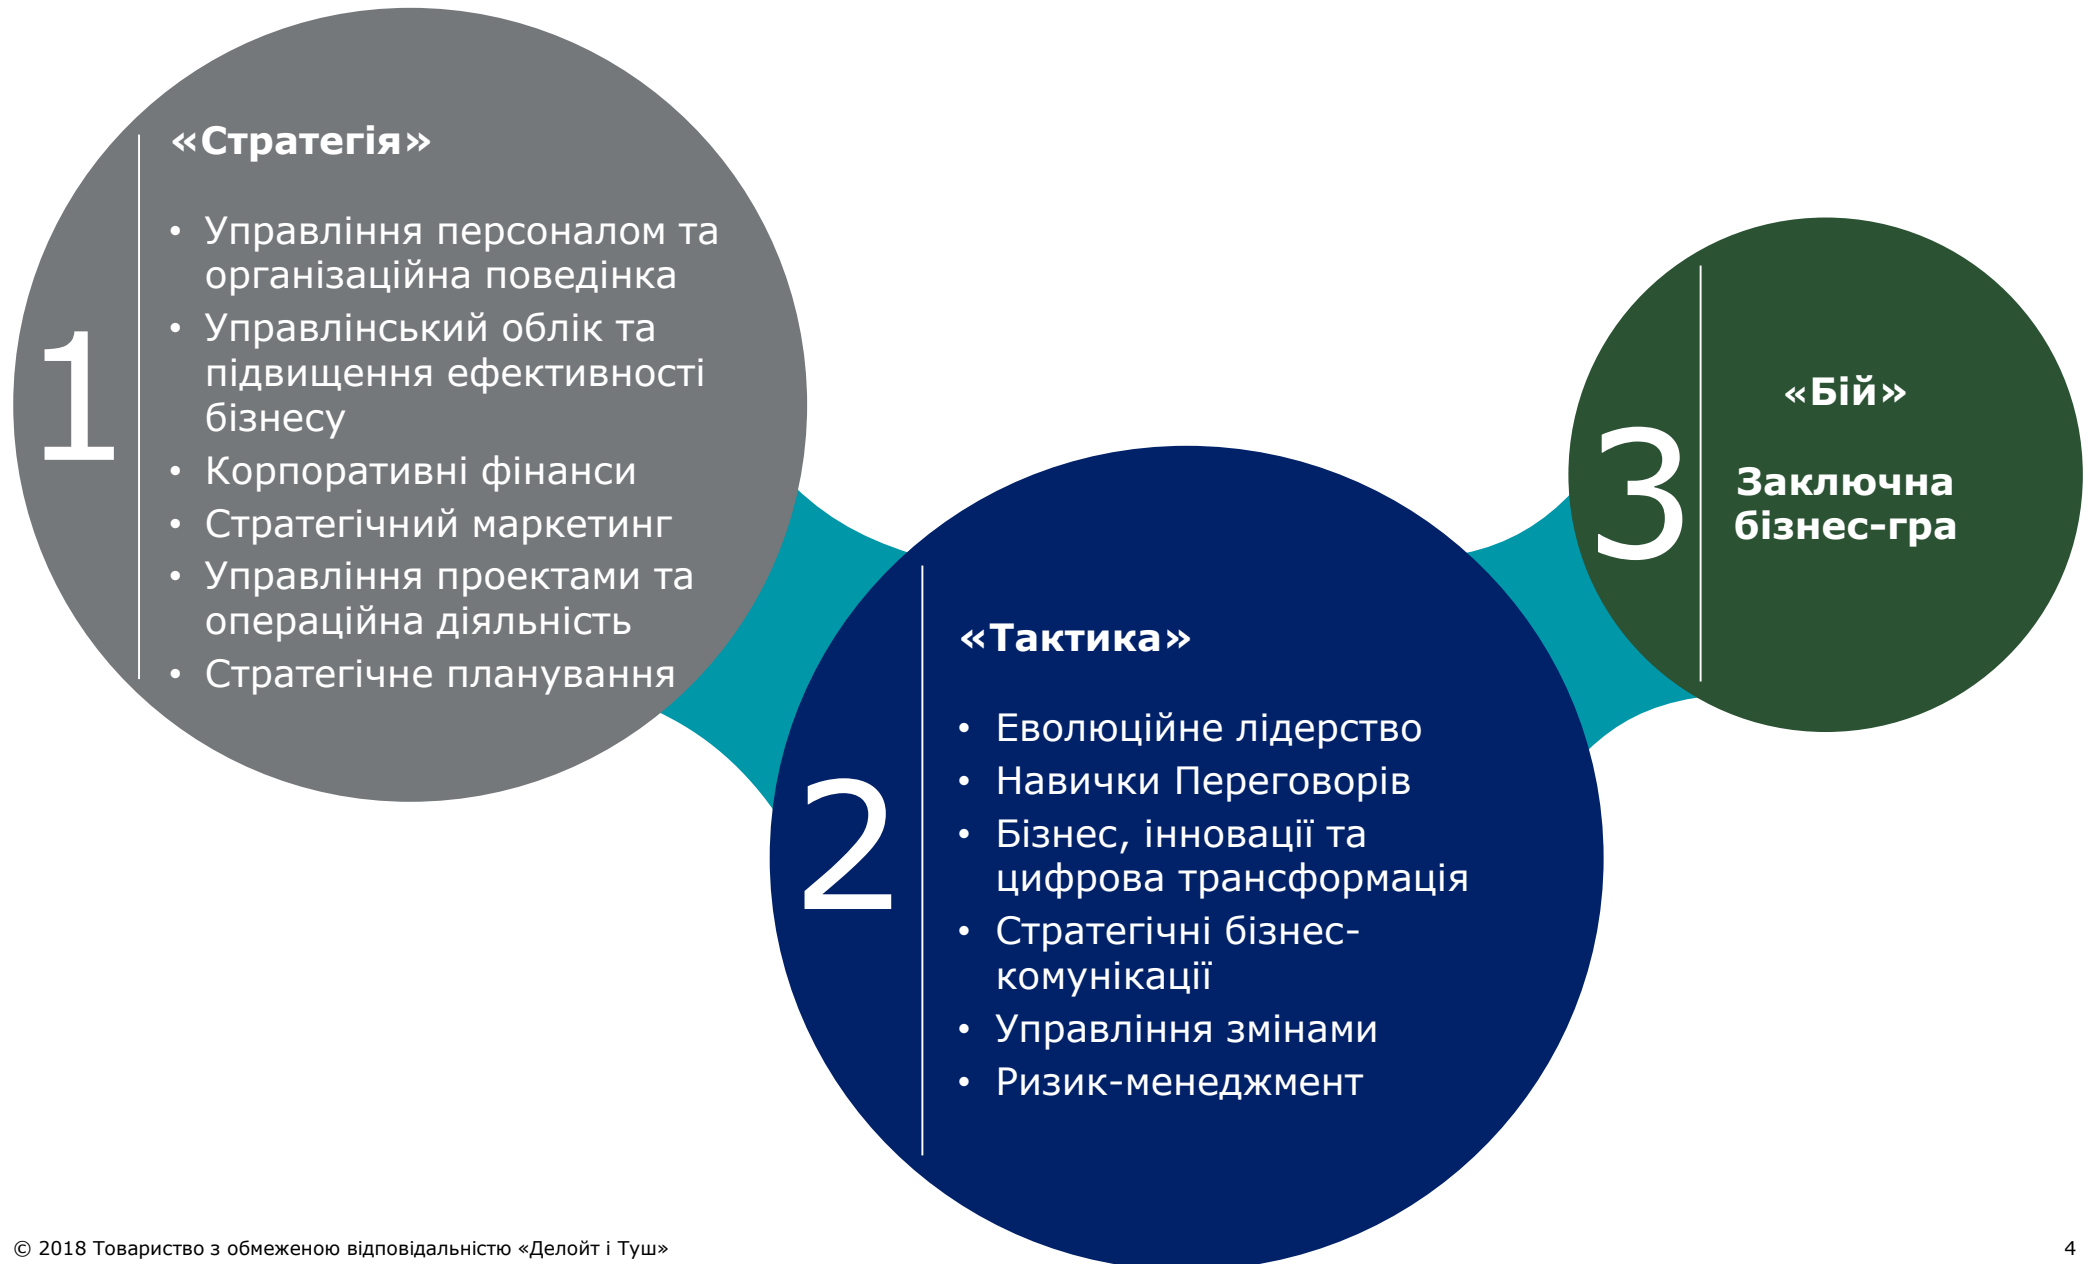 1
«Стратегія»
• Управління персоналом та
організаційна поведінка
• Управлінський облік та
підвищення ефективності
бізнесу
• Корпоративні фінанси
• Стратегічний маркетинг
• Управління проектами та
операційна діяльність
• Стратегічне планування
2
«Тактика»
• Еволюційне лідерство
• Навички Переговорів
• Бізнес, інновації та
цифрова трансформація
• Стратегічні бізнес-
комунікації
• Управління змінами
• Ризик-менеджмент
3
«Бій»
Заключна
бізнес-гра
© 2018 Товариство з обмеженою відповідальністю «Делойт і Туш»
4